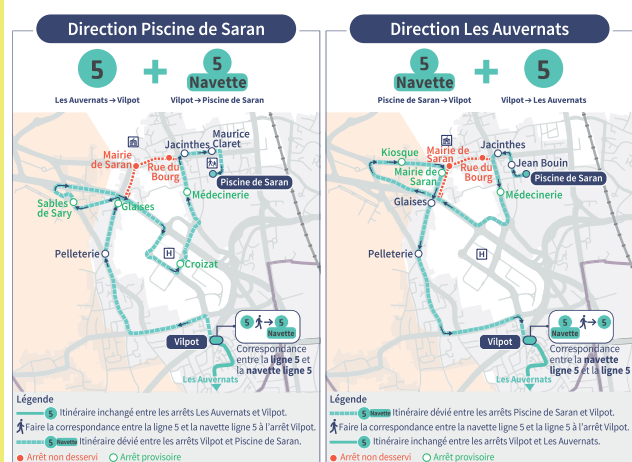 Direction Piscine de Saran
5
5
Navette
Les Auvernats → Vilpot
Vilpot → Piscine de Saran
Maurice
Claret
Jacinthes
Mairie
de Saran
Rue du
Bourg
Piscine de Saran
Médecinerie
Sables
de Sary
Glaises
Pelleterie
H
Croizat
5 → 5
Navette
Vilpot
Correspondance
entre la ligne 5 et
la navette ligne 5
Les Auvernats
Légende
5 Itinéraire inchangé entre les arrêts Les Auvernats et Vilpot.
Faire la correspondance entre la ligne 5 et la navette ligne 5 à l'arrêt Vilpot.
5 Navette Itinéraire dévié entre les arrêts Vilpot et Piscine de Saran.
Arrêt non desservi Arrêt provisoire
Direction Les Auvernats
5
Navette
5
Piscine de Saran → Vilpot
Vilpot → Les Auvernats
Kiosque
Mairie de
Saran
Jacinthes
Mairie de
Saran
Rue du
Bourg
Jean Bouin
Piscine de Saran
Médecinerie
Glaises
Pelleterie
H
5 → 5
Navette
Vilpot
Correspondance
entre la navette
ligne 5 et la ligne 5
Les Auvernats
Légende
5 Navette Itinéraire dévié entre les arrêts Piscine de Saran et Vilpot.
Faire la correspondance entre la ligne 5 et la navette ligne 5 à l'arrêt Vilpot.
5 Itinéraire inchangé entre les arrêts Vilpot et Les Auvernats.
Arrêt non desservi Arrêt provisoire